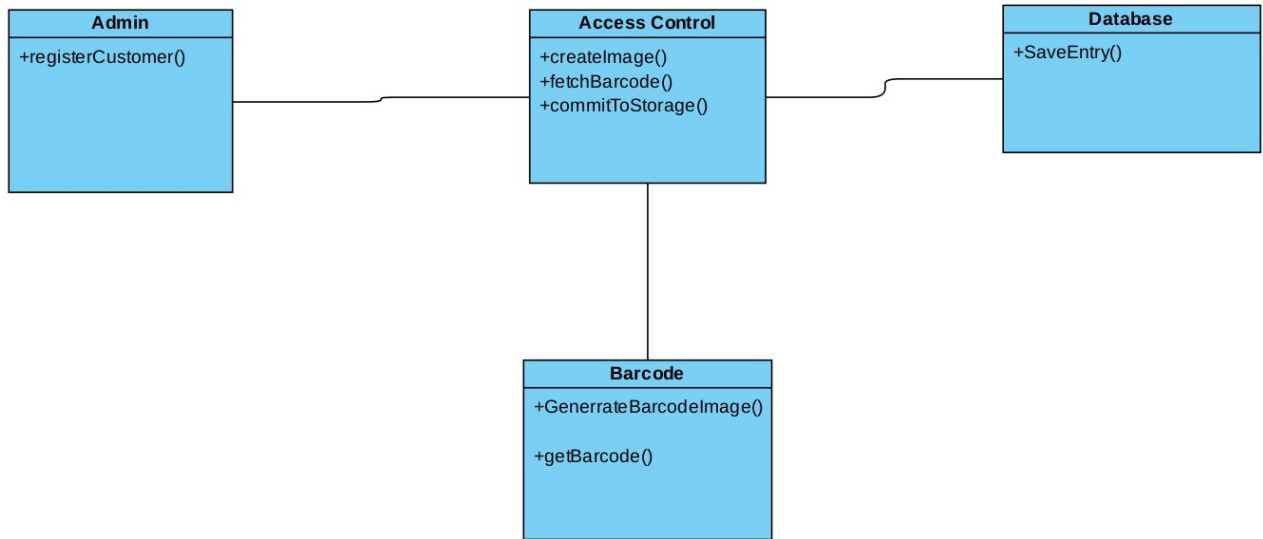 Admin
+registerCustomer()
Access Control
+createImage()
+fetchBarcode()
+commitToStorage()
Database
+SaveEntry()
Barcode
+GenerrateBarcodeImage()
+getBarcode()